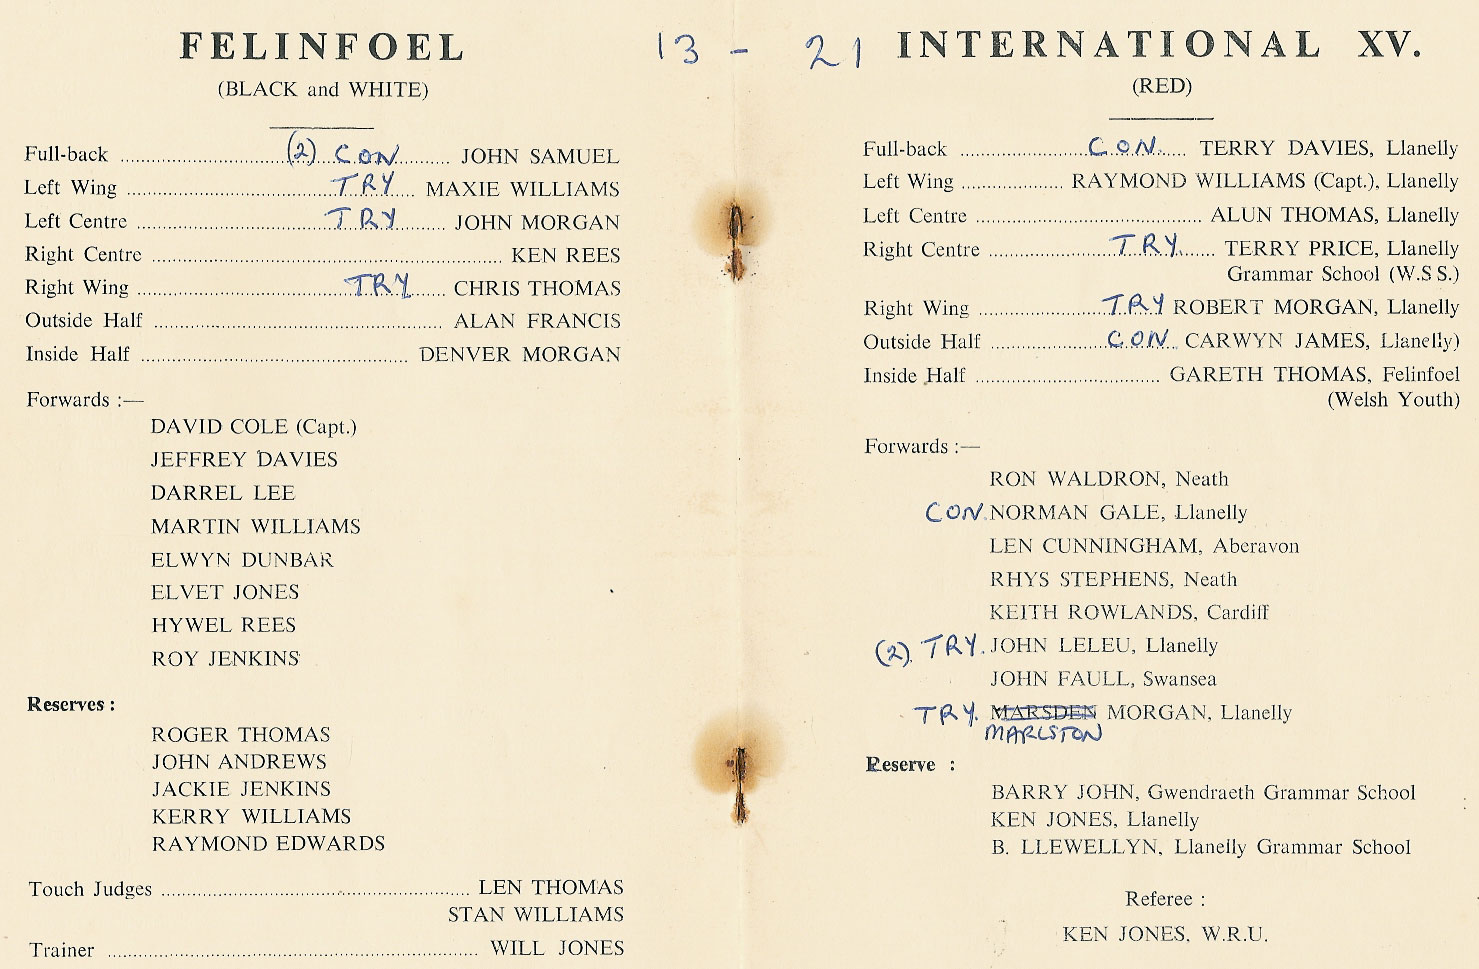 FELINFOEL
(BLACK and WHITE)
Full-back (2) CON JOHN SAMUEL
Left Wing TRY MAXIE WILLIAMS
Left Centre TRY JOHN MORGAN
Right Centre KEN REES
Right Wing TRY CHRIS THOMAS
Outside Half ALAN FRANCIS
Inside Half DENVER MORGAN
Forwards :—
DAVID COLE (Capt.)
JEFFREY DAVIES
DARREL LEE
MARTIN WILLIAMS
ELWYN DUNBAR
ELVET JONES
HYWEL REES
ROY JENKINS
Reserves :
ROGER THOMAS
JOHN ANDREWS
JACKIE JENKINS
KERRY WILLIAMS
RAYMOND EDWARDS
Touch Judges LEN THOMAS
STAN WILLIAMS
Trainer WILL JONES
13 - 21
INTERNATIONAL XV.
(RED)
Full-back CON. TERRY DAVIES, Llanelly
Left Wing RAYMOND WILLIAMS (Capt.), Llanelly
Left Centre ALUN THOMAS, Llanelly
Right Centre TRY. TERRY PRICE, Llanelly
Grammar School (W.S S.)
Right Wing TRY ROBERT MORGAN, Llanelly
Outside Half CON CARWYN JAMES, Llanelly)
Inside Half GARETH THOMAS, Felinfoel
(Welsh Youth)
Forwards :—
RON WALDRON, Neath
CON. NORMAN GALE, Llanelly
LEN CUNNINGHAM, Aberavon
RHYS STEPHENS, Neath
KEITH ROWLANDS, Cardiff
(2). TRY. JOHN LELEU, Llanelly
JOHN FAULL, Swansea
TRY. MARSDEN MORGAN, Llanelly
MARLSTON
Reserve :
BARRY JOHN, Gwendraeth Grammar School
KEN JONES, Llanelly
B. LLEWELLYN, Llanelly Grammar School
Referee :
KEN JONES, W.R.U.